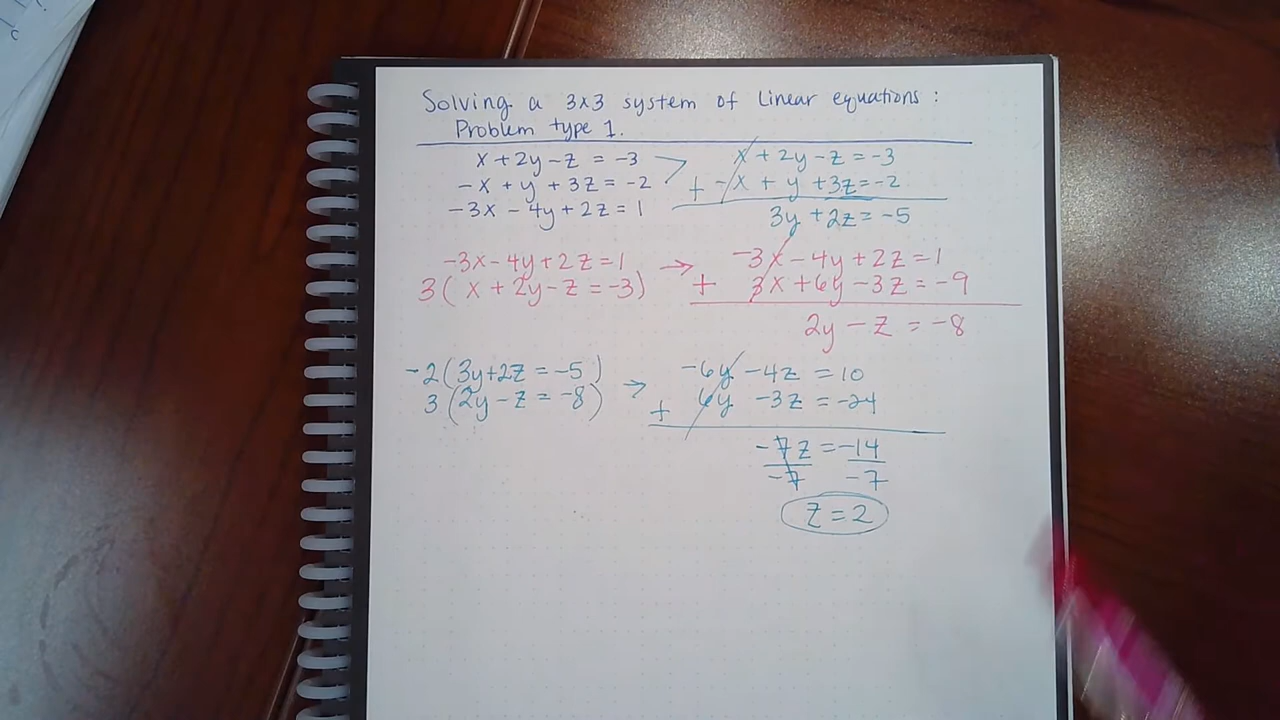 Solving a 3x3 system of Linear equations :
Problem type 1.
x + 2y - z = -3
-x + y + 3z = -2
-3x - 4y + 2z = 1
x + 2y - z = -3
+ -x + y + 3z = -2
3y + 2z = -5
-3x - 4y + 2z = 1
3( x + 2y - z = -3)
→ -3x - 4y + 2z = 1
+ 3x + 6y - 3z = -9
2y - z = -8
-2(3y + 2z = -5)
3(2y - z = -8)
→ -6y - 4z = 10
+ 6y - 3z = -24
-7z = -14
-7 -7
z = 2